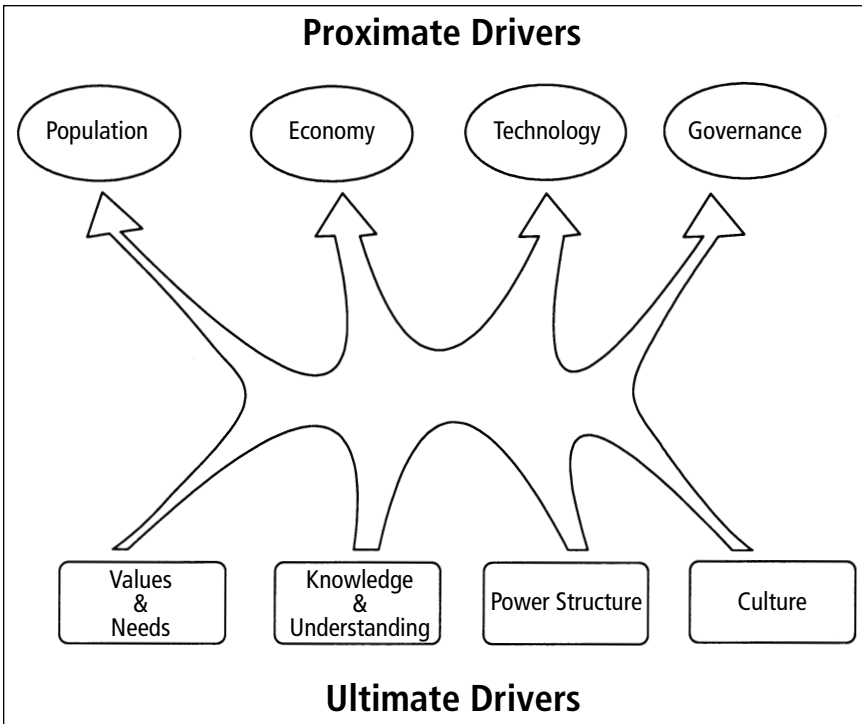 Proximate Drivers
Population
Economy
Technology
Governance
Values
&
Needs
Knowledge
&
Understanding
Power Structure
Culture
Ultimate Drivers